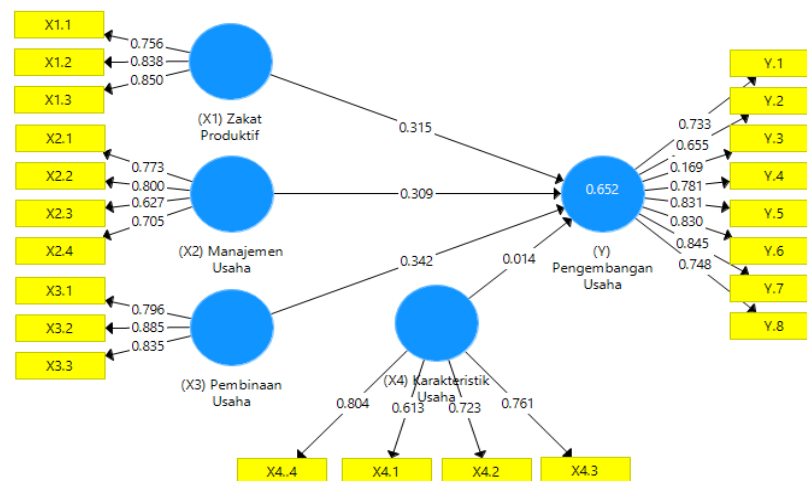 X1.1
X1.2
X1.3
0.756
0.838
0.850
(X1) Zakat
Produktif
X2.1
X2.2
X2.3
X2.4
0.773
0.800
0.627
0.705
(X2) Manajemen
Usaha
X3.1
X3.2
X3.3
0.796
0.885
0.835
(X3) Pembinaan
Usaha
0.315
0.309
0.342
0.014
0.652
(Y)
Pengembangan
Usaha
0.733
0.655
0.169
0.781
0.831
0.830
0.845
0.748
Y.1
Y.2
Y.3
Y.4
Y.5
Y.6
Y.7
Y.8
(X4) Karakteristik
Usaha
0.804
0.613
0.723
0.761
X4..4
X4.1
X4.2
X4.3